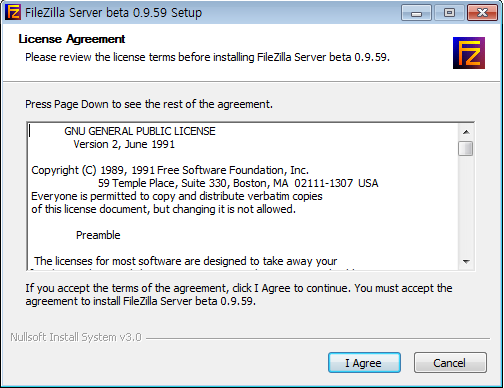 FileZilla Server beta 0.9.59 Setup
License Agreement
Please review the license terms before installing FileZilla Server beta 0.9.59.
FZ
Press Page Down to see the rest of the agreement.
GNU GENERAL PUBLIC LICENSE
Version 2, June 1991
Copyright (C) 1989, 1991 Free Software Foundation, Inc.
59 Temple Place, Suite 330, Boston, MA  02111-1307  USA
Everyone is permitted to copy and distribute verbatim copies
of this license document, but changing it is not allowed.
Preamble
The licenses for most software are designed to take away your
If you accept the terms of the agreement, click I Agree to continue. You must accept the
agreement to install FileZilla Server beta 0.9.59.
Nullsoft Install System v3.0
I Agree
Cancel